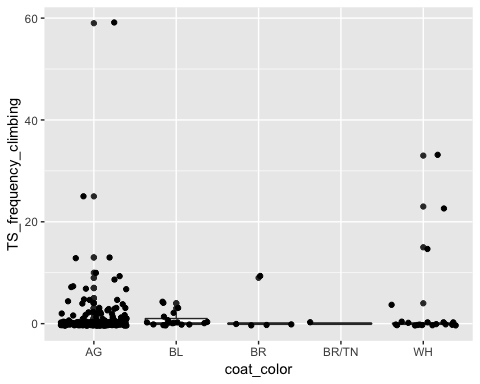 60
40
20
0
TS_frequency_climbing
AG BL BR BR/TN WH
coat_color